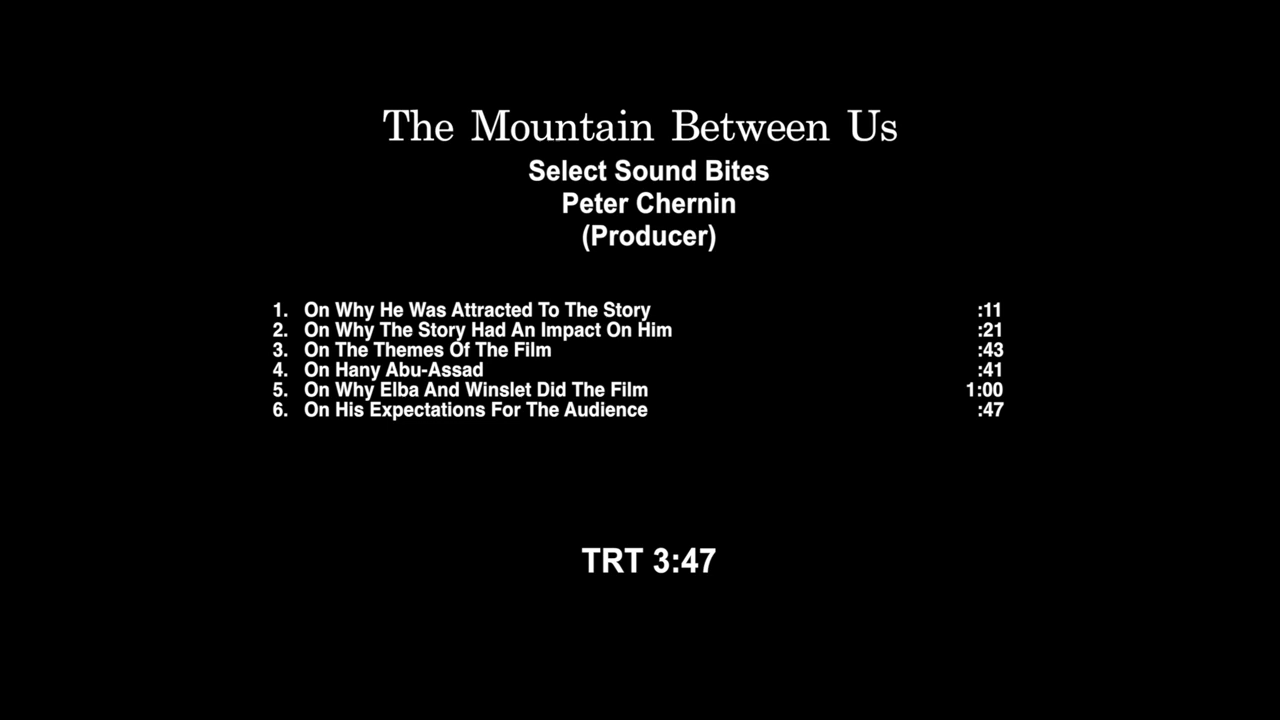 The Mountain Between Us
Select Sound Bites
Peter Chernin
(Producer)
1. On Why He Was Attracted To The Story :11
2. On Why The Story Had An Impact On Him :21
3. On The Themes Of The Film :43
4. On Hany Abu-Assad :41
5. On Why Elba And Winslet Did The Film 1:00
6. On His Expectations For The Audience :47
TRT 3:47